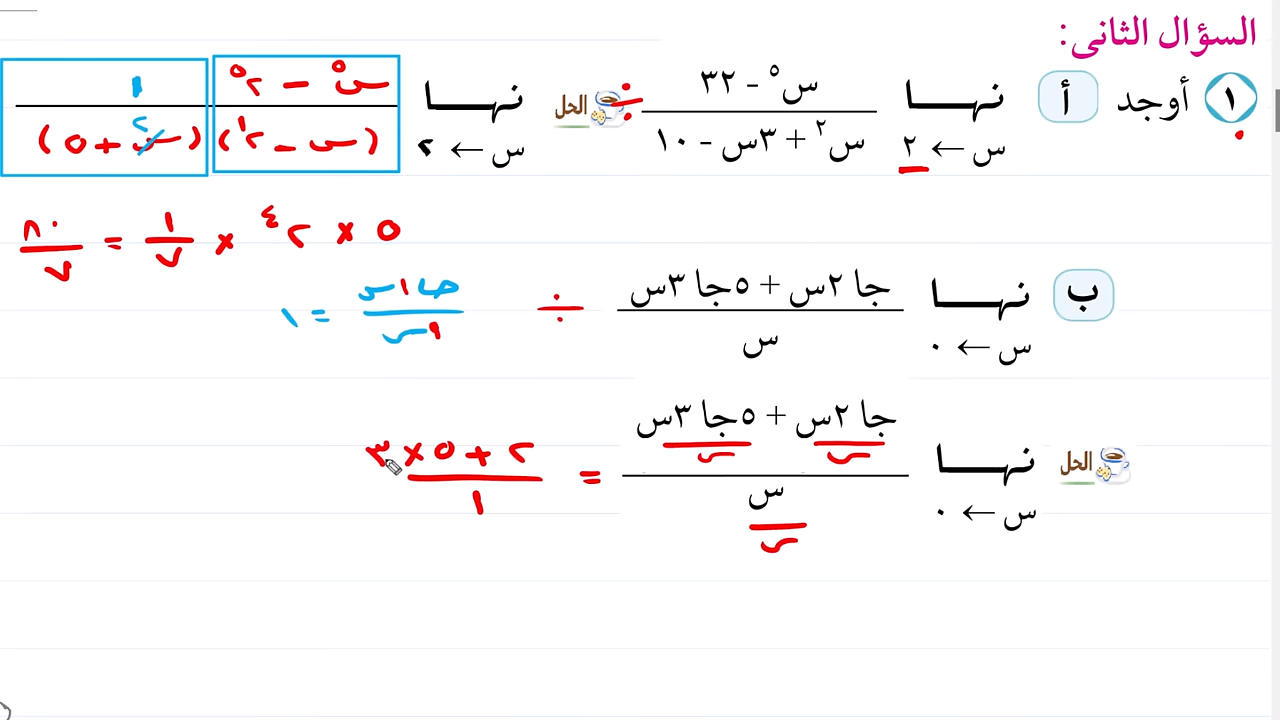 السؤال الثانى:
١ أوجد أ نهـــا س ← ٢ (س^٥ - ٣٢) / (س^٢ + ٣س - ١٠) ÷ الحل نهـــا س ← ٢ (س^٥ - ٢^٥) / (س - ٢^١) ١ / (س + ٥) ٢
٥ × ٢^٤ × ١/٧ = ٨٠/٧
ب نهـــا س ← ٠ (جا ٢س + ٥جا ٣س) / س ÷ جا ١س / ١س = ١
الحل نهـــا س ← ٠ (جا ٢س + ٥جا ٣س) / س = (٢ + ٥ × ٣) / ١
س س
س